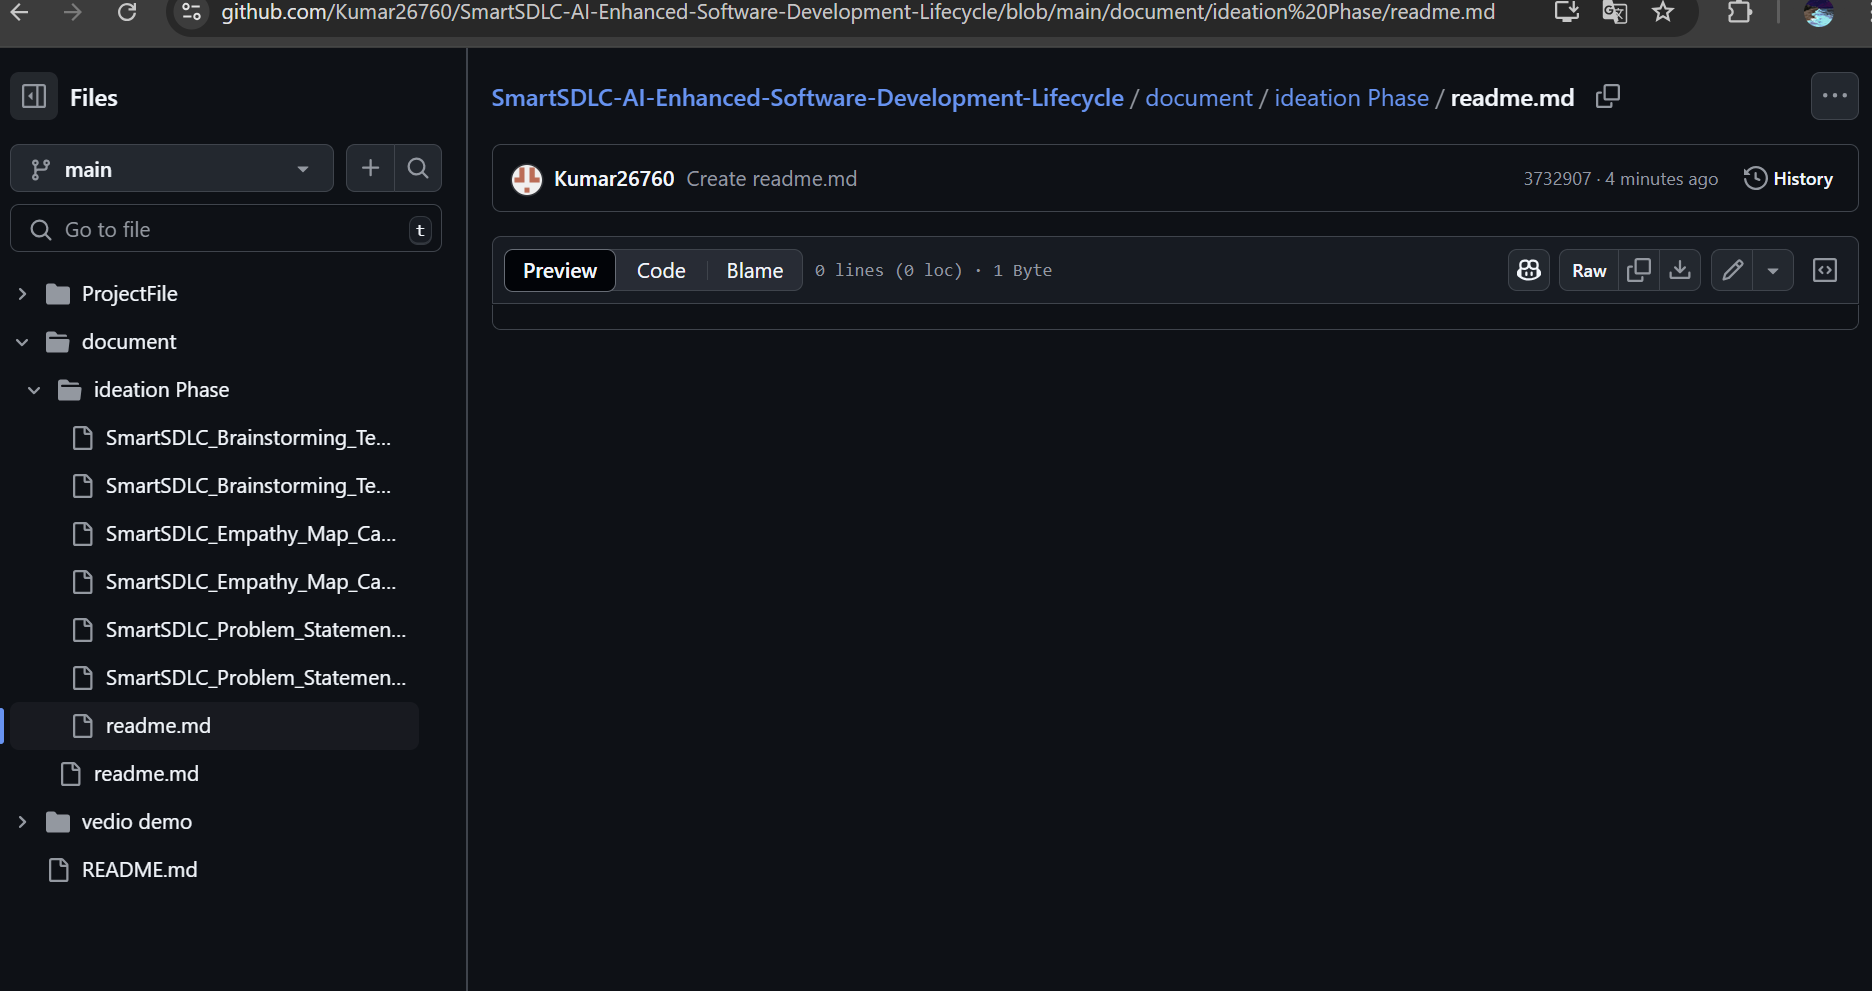 github.com/Kumar26760/SmartSDLC-AI-Enhanced-Software-Development-Lifecycle/blob/main/document/ideation%20Phase/readme.md
Files
SmartSDLC-AI-Enhanced-Software-Development-Lifecycle / document / ideation Phase / readme.md
main
Kumar26760 Create readme.md
3732907 · 4 minutes ago
History
Go to file
t
Preview
Code
Blame
0 lines (0 loc) · 1 Byte
Raw
ProjectFile
document
ideation Phase
SmartSDLC_Brainstorming_Te...
SmartSDLC_Brainstorming_Te...
SmartSDLC_Empathy_Map_Ca...
SmartSDLC_Empathy_Map_Ca...
SmartSDLC_Problem_Statemen...
SmartSDLC_Problem_Statemen...
readme.md
readme.md
vedio demo
README.md